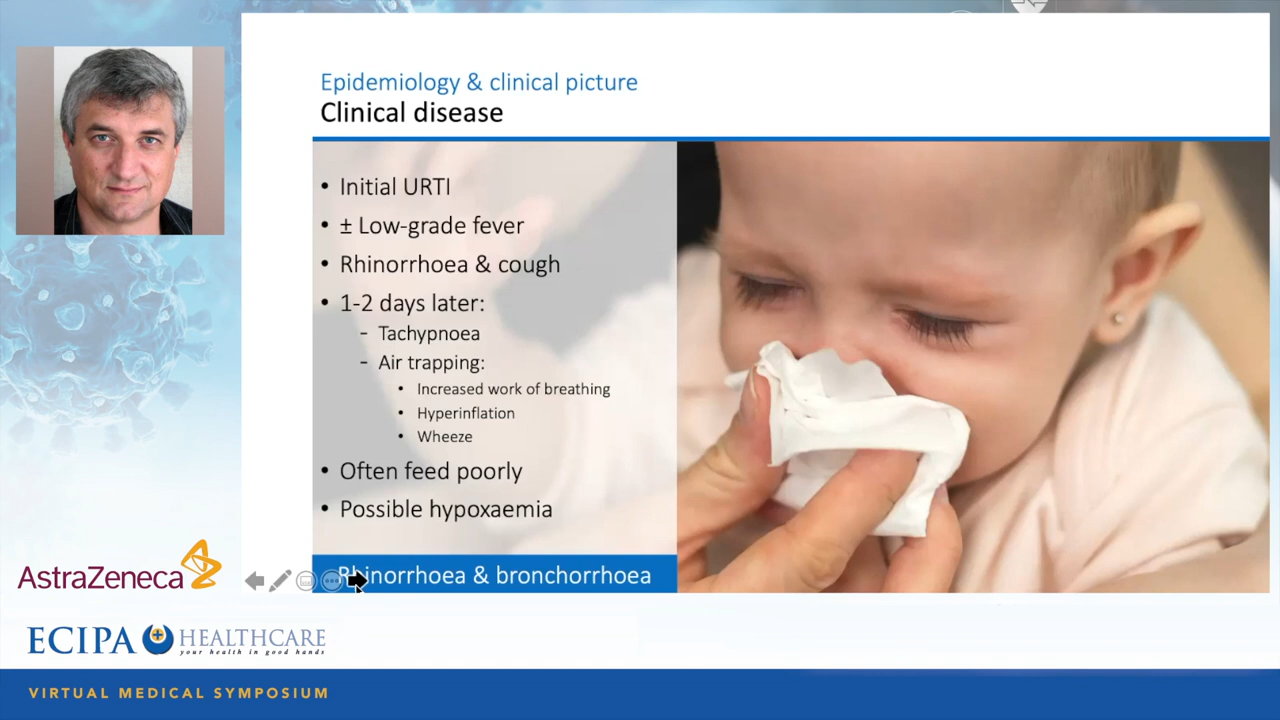 Epidemiology & clinical picture
Clinical disease
• Initial URTI
• ± Low-grade fever
• Rhinorrhoea & cough
• 1-2 days later:
- Tachypnoea
- Air trapping:
• Increased work of breathing
• Hyperinflation
• Wheeze
• Often feed poorly
• Possible hypoxaemia
Rhinorrhoea & bronchorrhoea
AstraZeneca
ECIPA HEALTHCARE
your health in good hands
VIRTUAL MEDICAL SYMPOSIUM